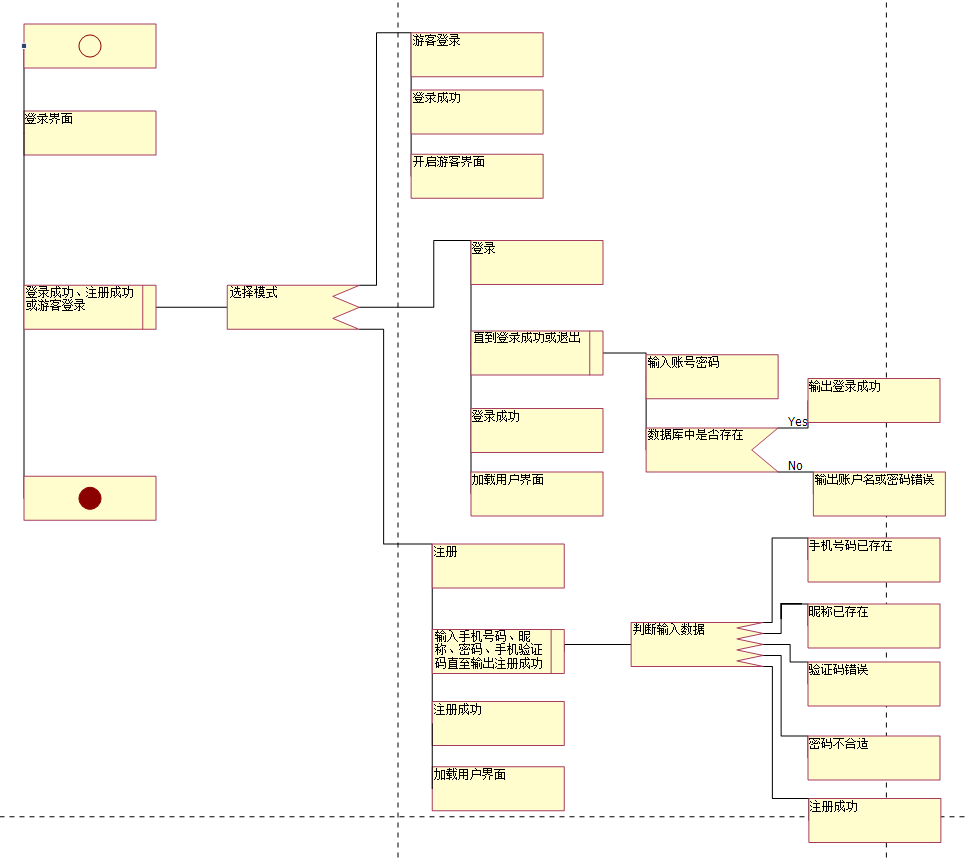 登录界面
登录成功、注册成功
或游客登录
选择模式
游客登录
登录成功
开启游客界面
登录
直到登录成功或退出
登录成功
加载用户界面
输入账号密码
数据库中是否存在
Yes
输出登录成功
No
输出账户名或密码错误
注册
输入手机号码、昵
称、密码、手机验证
码直至输出注册成功
注册成功
加载用户界面
判断输入数据
手机号码已存在
昵称已存在
验证码错误
密码不合适
注册成功